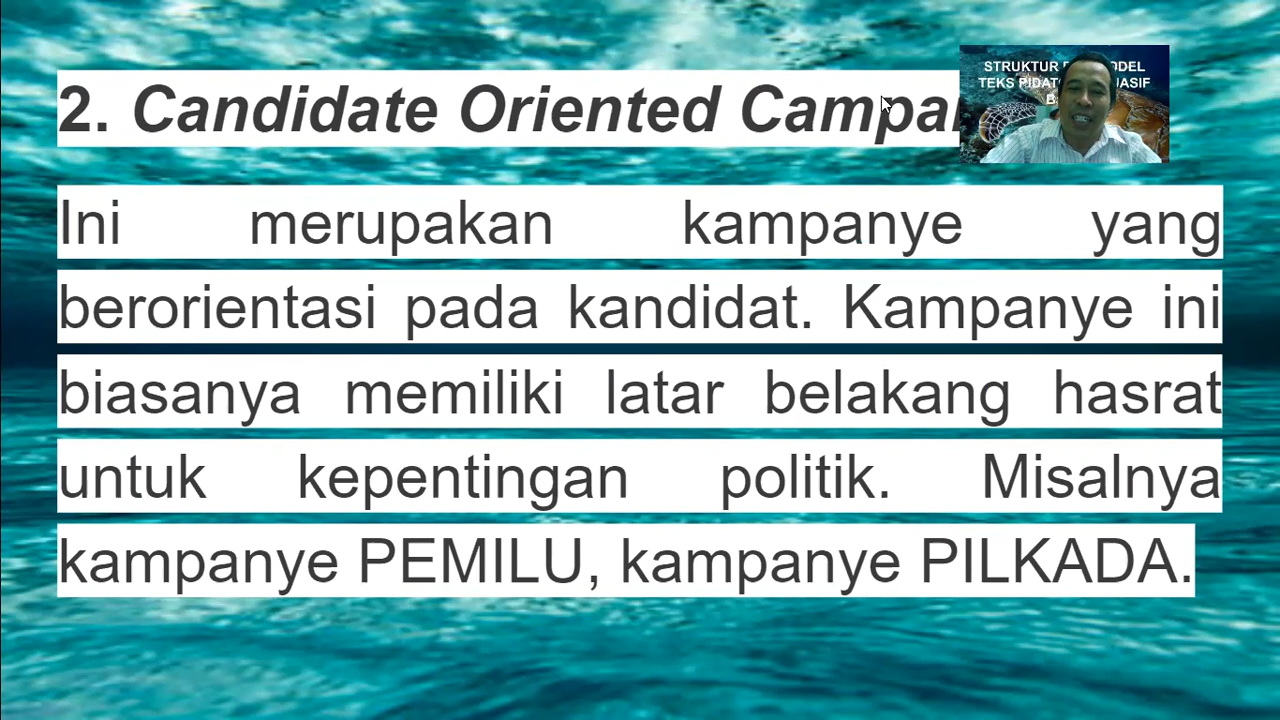 2. Candidate Oriented
Ini merupakan kampanye yang
berorientasi pada kandidat. Kampanye ini
biasanya memiliki latar belakang hasrat
untuk kepentingan politik. Misalnya
kampanye PEMILU, kampanye PILKADA.
STRUKTUR
TEKS